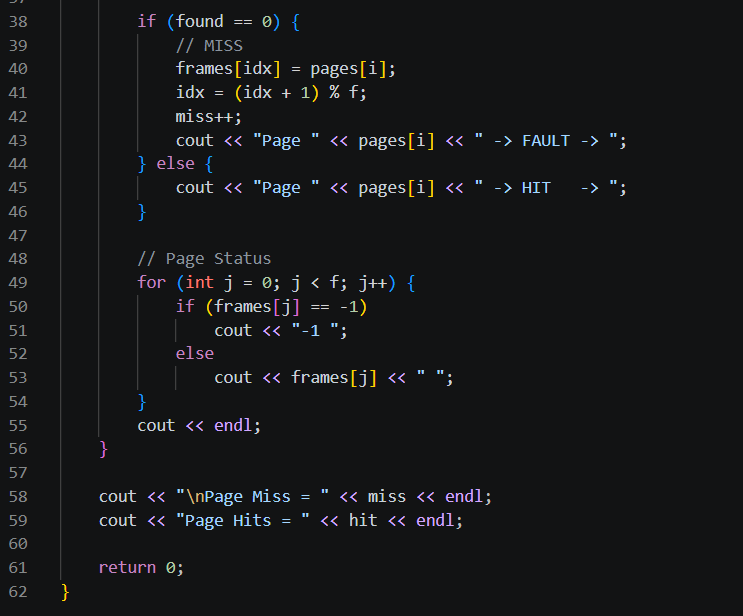 38 if (found == 0) {
39 // MISS
40 frames[idx] = pages[i];
41 idx = (idx + 1) % f;
42 miss++;
43 cout << "Page " << pages[i] << " -> FAULT -> ";
44 } else {
45 cout << "Page " << pages[i] << " -> HIT   -> ";
46 }
47
48 // Page Status
49 for (int j = 0; j < f; j++) {
50 if (frames[j] == -1)
51 cout << "-1 ";
52 else
53 cout << frames[j] << " ";
54 }
55 cout << endl;
56 }
57
58 cout << "\nPage Miss = " << miss << endl;
59 cout << "Page Hits = " << hit << endl;
60
61 return 0;
62 }